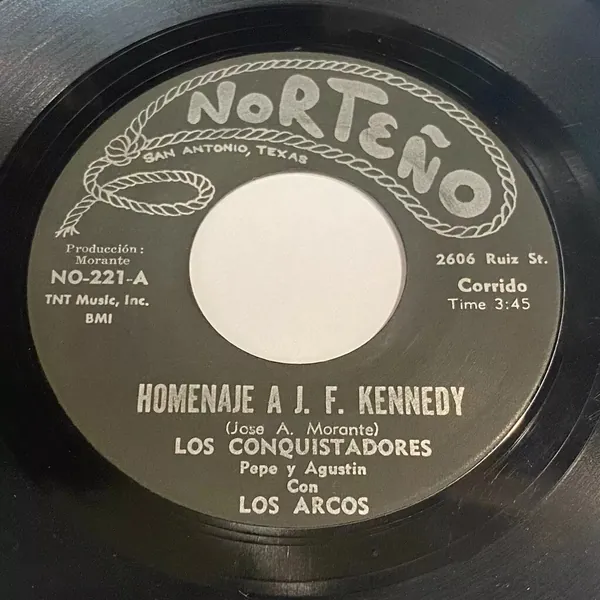 NORTEÑO
SAN ANTONIO, TEXAS
Producción:
Morante
NO-221-A
TNT Music, Inc.
BMI
2606 Ruiz St.
Corrido
Time 3:45
HOMENAJE A J. F. KENNEDY
(Jose A. Morante)
LOS CONQUISTADORES
Pepe y Agustin
Con
LOS ARCOS